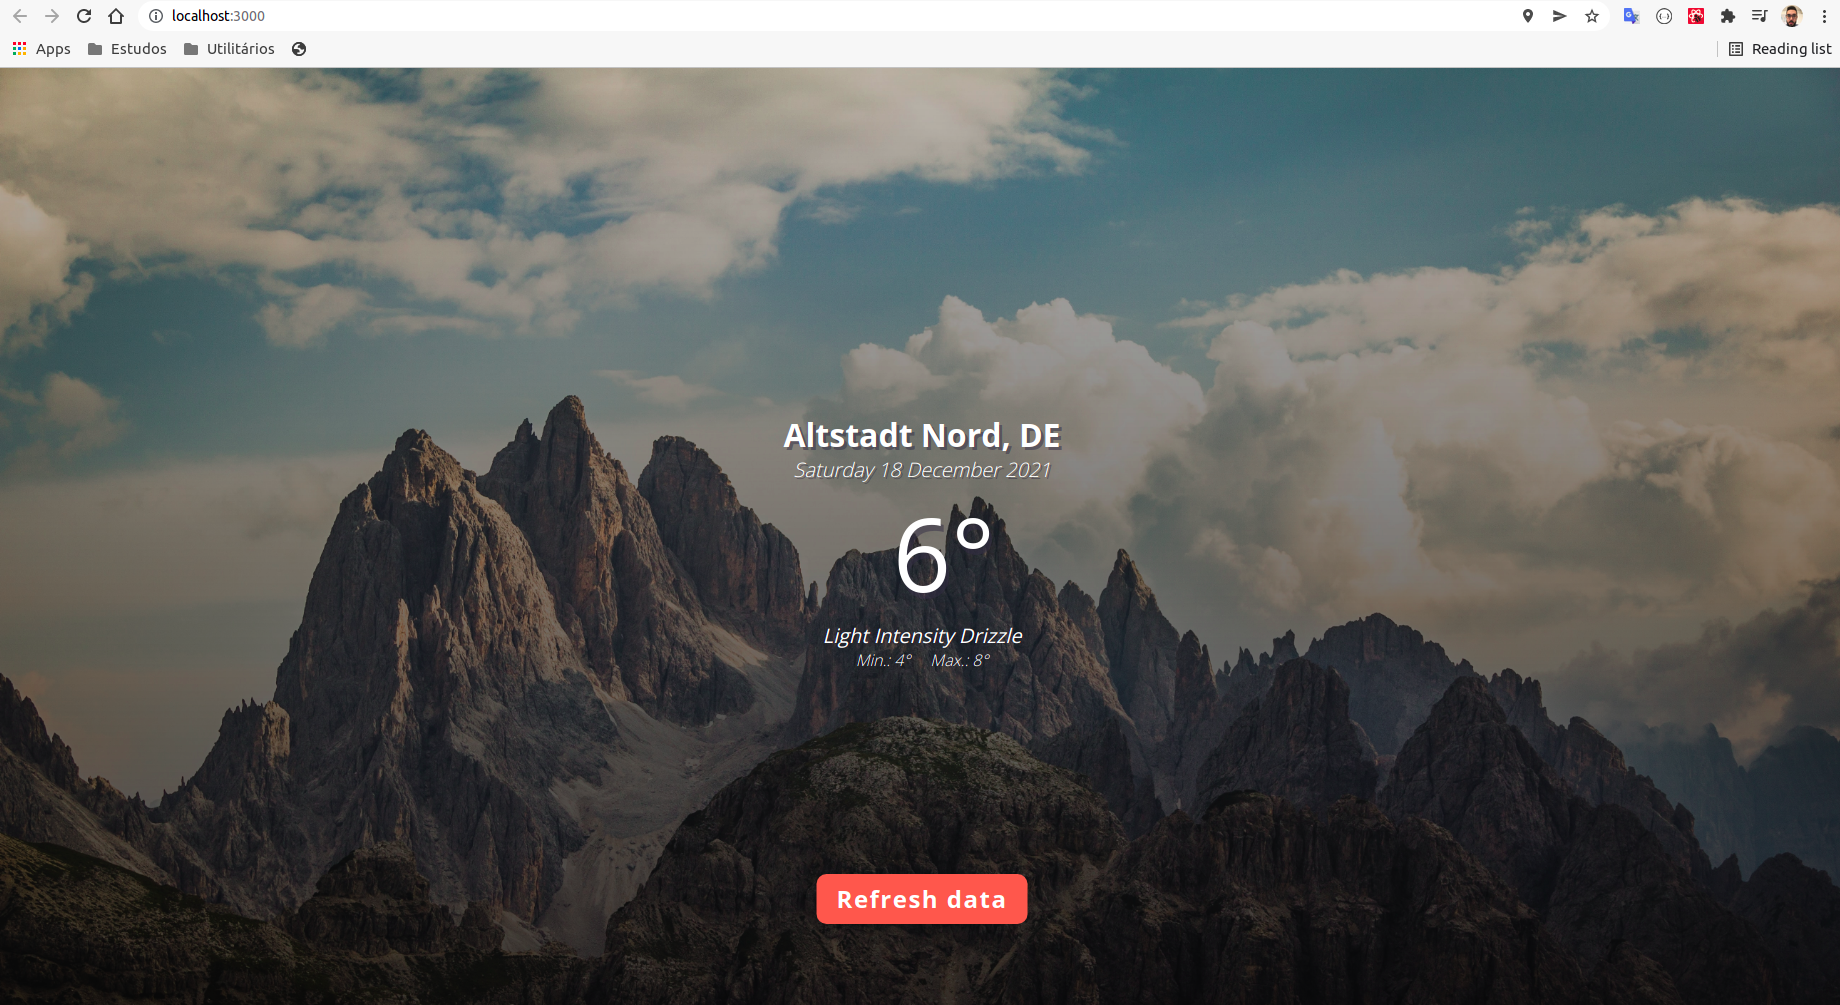 localhost:3000
Apps Estudos Utilitários Reading list
Altstadt Nord, DE
Saturday 18 December 2021
6°
Light Intensity Drizzle
Min.: 4° Max.: 8°
Refresh data